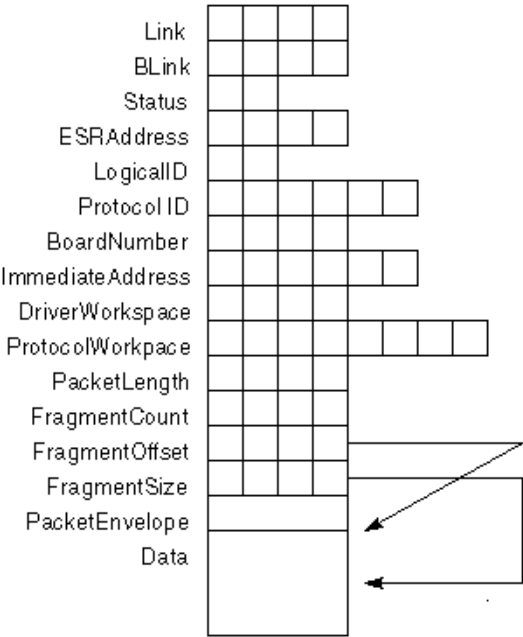 Link
BLink
Status
ESRAddress
LogicalID
Protocol ID
BoardNumber
ImmediateAddress
DriverWorkspace
ProtocolWorkpace
PacketLength
FragmentCount
FragmentOffset
FragmentSize
PacketEnvelope
Data